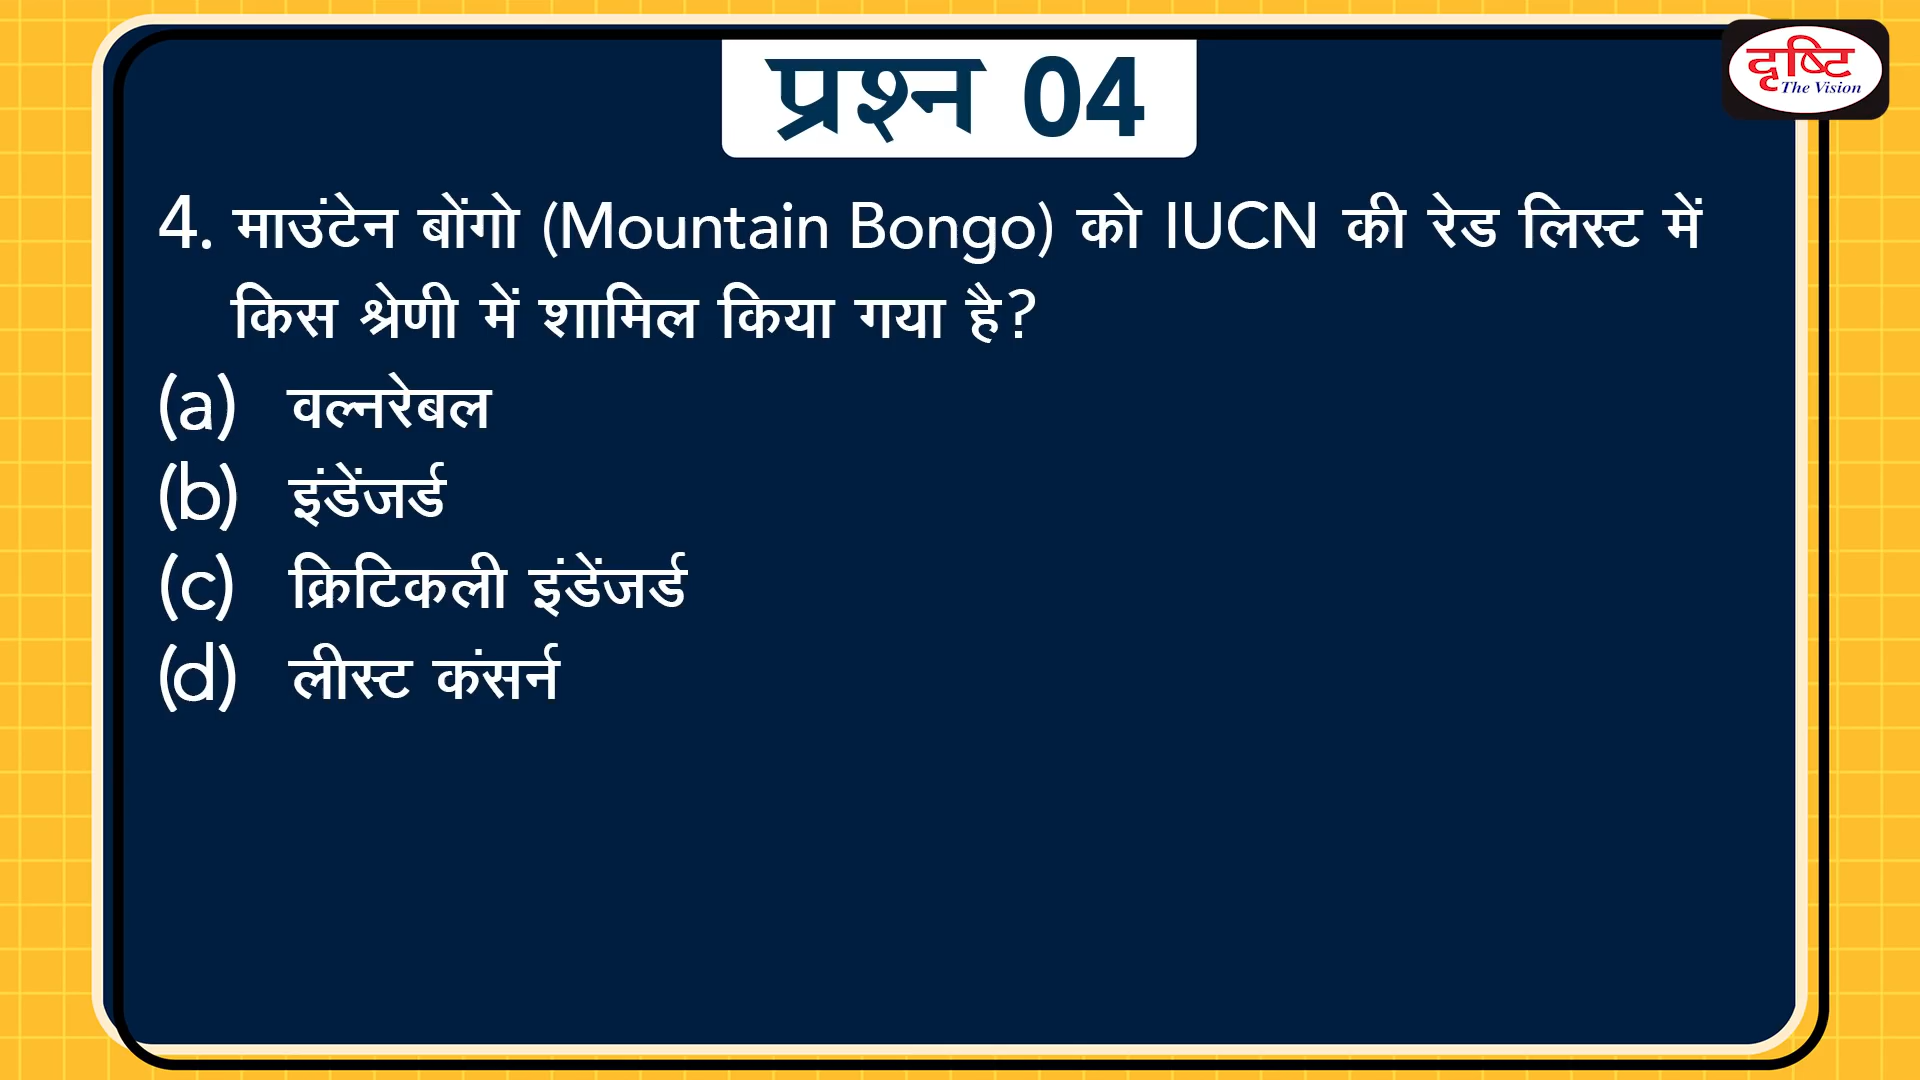 दृष्टि
The Vision
प्रश्न 04
4. माउंटेन बोंगो (Mountain Bongo) को IUCN की रेड लिस्ट में
किस श्रेणी में शामिल किया गया है?
(a) वल्नरेबल
(b) इंडेंजर्ड
(c) क्रिटिकली इंडेंजर्ड
(d) लीस्ट कंसर्न